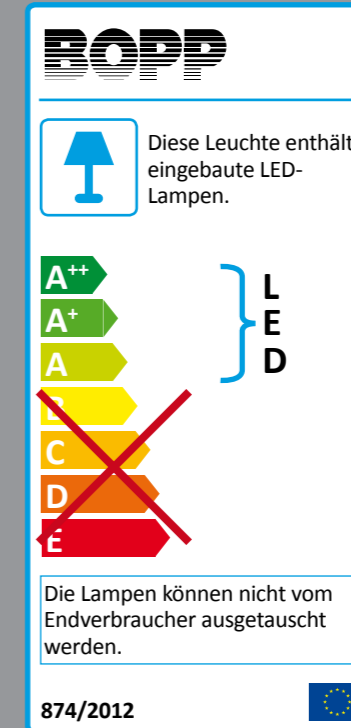 BOPP
Diese Leuchte enthält
eingebaute LED-
Lampen.
A++
A+
A
B
C
D
E
L
E
D
Die Lampen können nicht vom
Endverbraucher ausgetauscht
werden.
874/2012